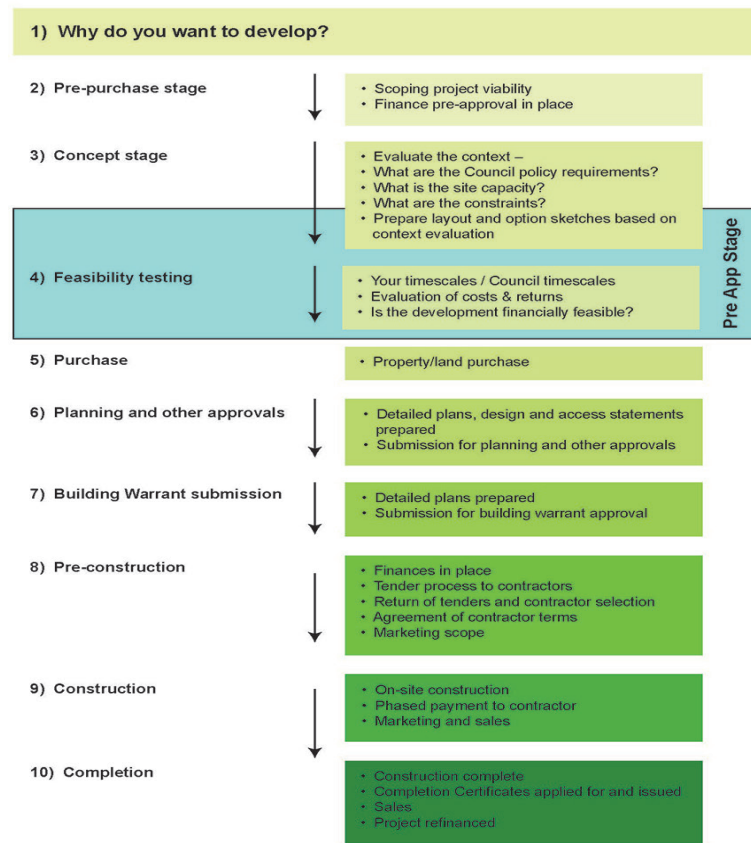 1) Why do you want to develop?
2) Pre-purchase stage
• Scoping project viability
• Finance pre-approval in place
3) Concept stage
• Evaluate the context –
• What are the Council policy requirements?
• What is the site capacity?
• What are the constraints?
• Prepare layout and option sketches based on
context evaluation
Pre App Stage
4) Feasibility testing
• Your timescales / Council timescales
• Evaluation of costs & returns
• Is the development financially feasible?
5) Purchase
• Property/land purchase
6) Planning and other approvals
• Detailed plans, design and access statements
prepared
• Submission for planning and other approvals
7) Building Warrant submission
• Detailed plans prepared
• Submission for building warrant approval
8) Pre-construction
• Finances in place
• Tender process to contractors
• Return of tenders and contractor selection
• Agreement of contractor terms
• Marketing scope
9) Construction
• On-site construction
• Phased payment to contractor
• Marketing and sales
10) Completion
• Construction complete
• Completion Certificates applied for and issued
• Sales
• Project refinanced